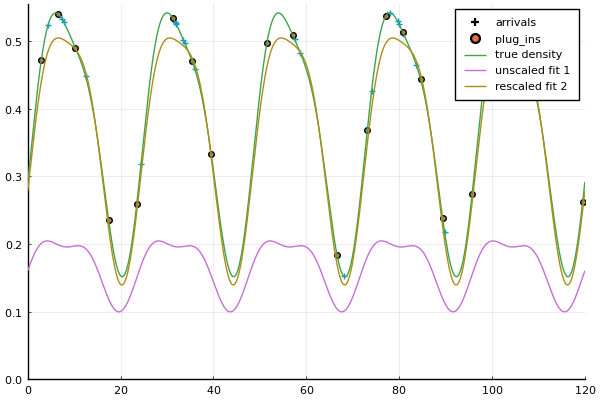 0.5
0.4
0.3
0.2
0.1
0.0
0 20 40 60 80 100 120
arrivals
plug_ins
true density
unscaled fit 1
rescaled fit 2